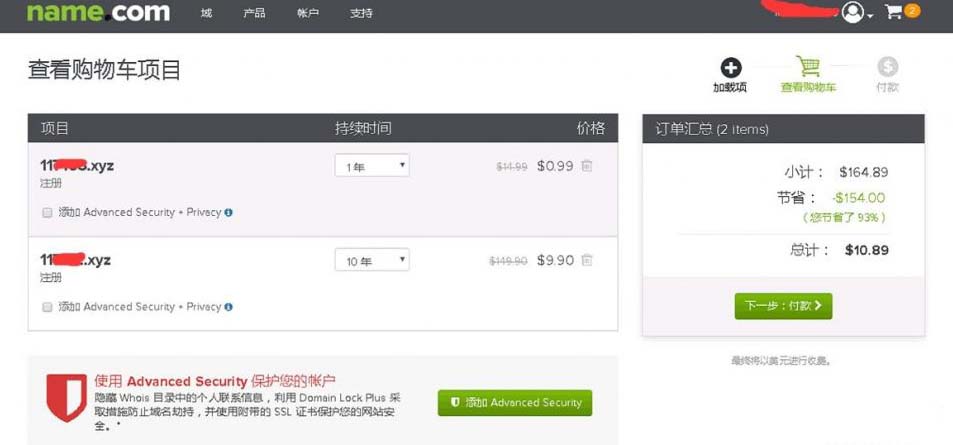 name.com
域 产品 帐户 支持
2
查看购物车项目
加载项 查看购物车 付款
项目 持续时间 价格
.xyz 1 年 $14.99 $0.99
注册
添加 Advanced Security + Privacy
.xyz 10 年 $149.90 $9.90
注册
添加 Advanced Security + Privacy
订单汇总 (2 items)
小计： $164.89
节省： -$154.00
（您节省了 93%）
总计： $10.89
下一步：付款
最终将以美元进行收费。
使用 Advanced Security 保护您的帐户
隐藏 Whois 目录中的个人联系信息，利用 Domain Lock Plus 采
取措施防止域名劫持，并使用附带的 SSL 证书保护您的网站安
全。*
添加 Advanced Security